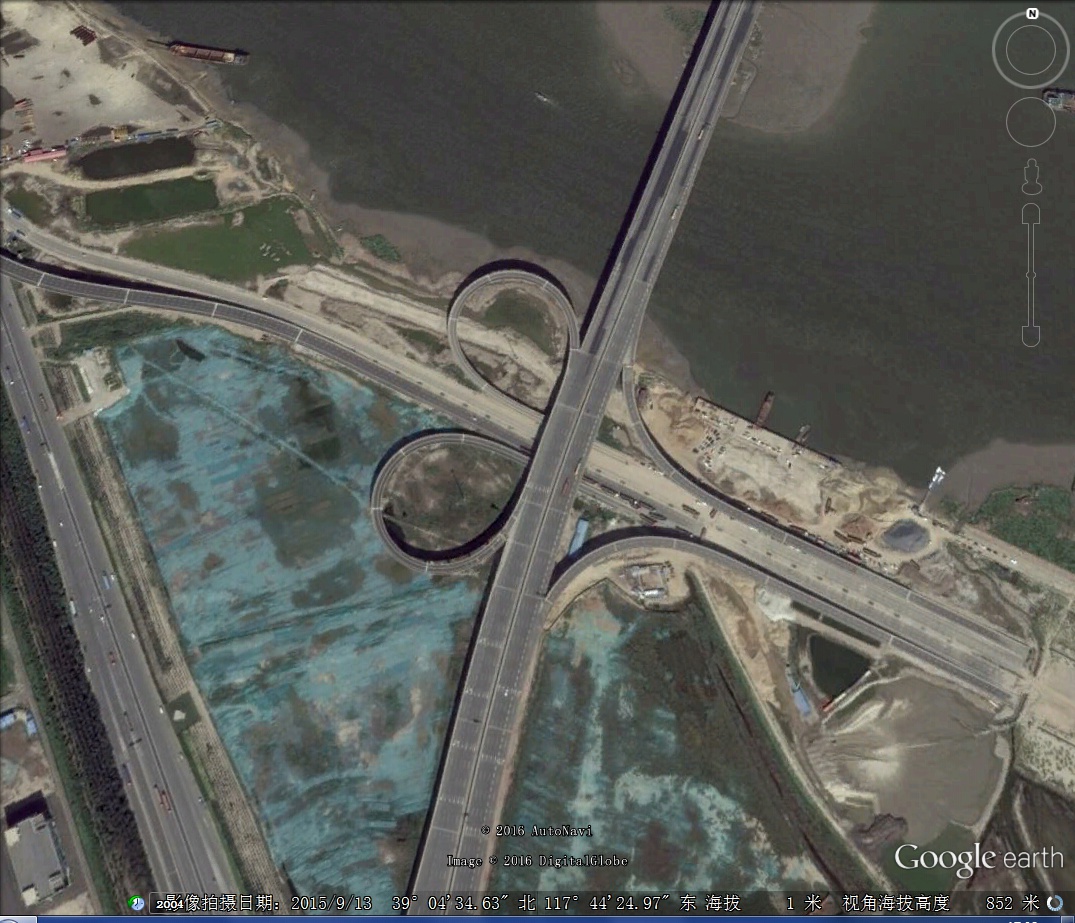 N
© 2016 AutoNavi
Image © 2016 DigitalGlobe
Google earth
2004 像拍摄日期: 2015/9/13 39° 04′34.63″ 北 117° 44′24.97″ 东 海拔 1 米 视角海拔高度 852 米